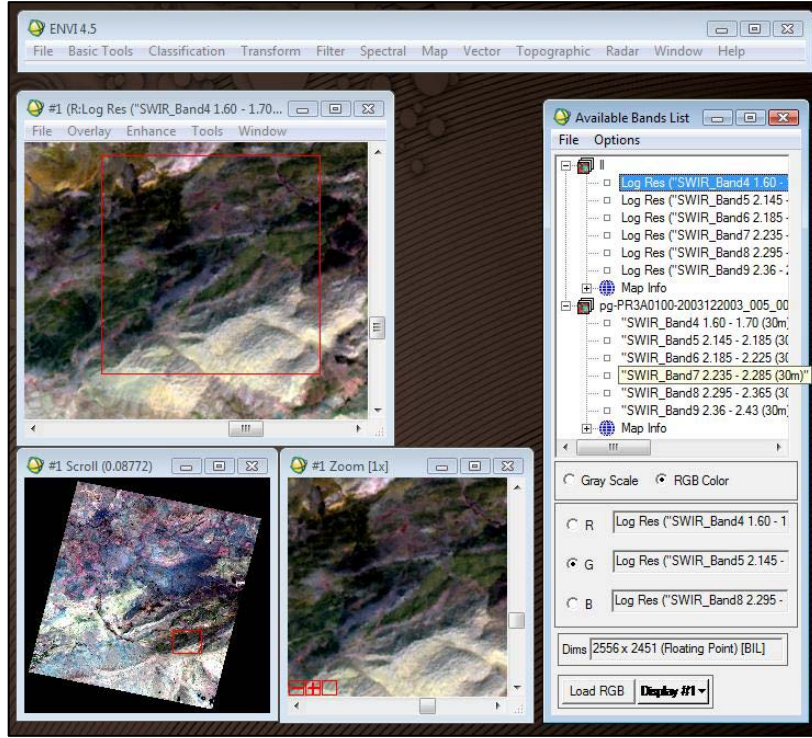 ENVI 4.5
File Basic Tools Classification Transform Filter Spectral Map Vector Topographic Radar Window Help
#1 (R:Log Res ("SWIR_Band4 1.60 - 1.70...
File Overlay Enhance Tools Window
#1 Scroll (0.08772)
#1 Zoom [1x]
Available Bands List
File Options
Log Res ("SWIR_Band4 1.60 -
Log Res ("SWIR_Band5 2.145 -
Log Res ("SWIR_Band6 2.185 -
Log Res ("SWIR_Band7 2.235 -
Log Res ("SWIR_Band8 2.295 -
Log Res ("SWIR_Band9 2.36 - 2
Map Info
pg-PR3A0100-2003122003_005_00
"SWIR_Band4 1.60 - 1.70 (30m)
"SWIR_Band5 2.145 - 2.185 (30
"SWIR_Band6 2.185 - 2.225 (30
"SWIR_Band7 2.235 - 2.285 (30m)"
"SWIR_Band8 2.295 - 2.365 (30
"SWIR_Band9 2.36 - 2.43 (30m)
Map Info
Gray Scale RGB Color
R Log Res ("SWIR_Band4 1.60 - 1
G Log Res ("SWIR_Band5 2.145 -
B Log Res ("SWIR_Band8 2.295 -
Dims 2556 x 2451 (Floating Point) [BIL]
Load RGB Display #1